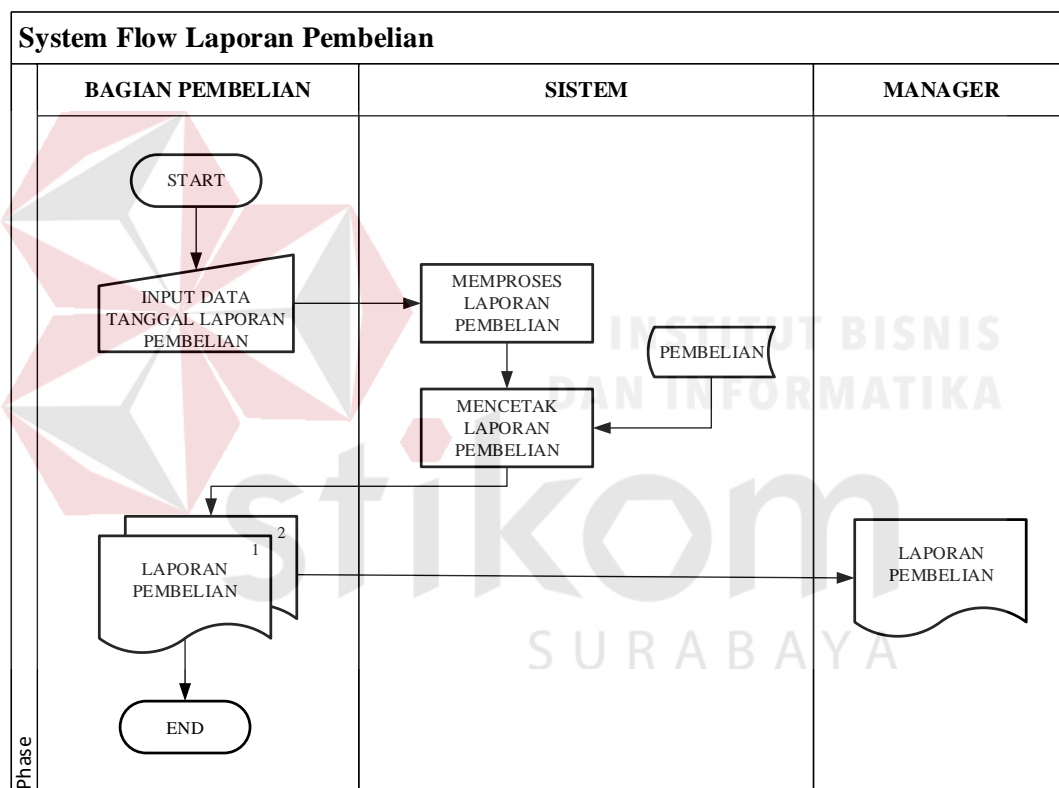 System Flow Laporan Pembelian
BAGIAN PEMBELIAN
SISTEM
MANAGER
START
INPUT DATA
TANGGAL LAPORAN
PEMBELIAN
MEMPROSES
LAPORAN
PEMBELIAN
PEMBELIAN
MENCETAK
LAPORAN
PEMBELIAN
2
1
LAPORAN
PEMBELIAN
LAPORAN
PEMBELIAN
END
Phase
INSTITUT BISNIS
DAN INFORMATIKA
stikom
SURABAYA